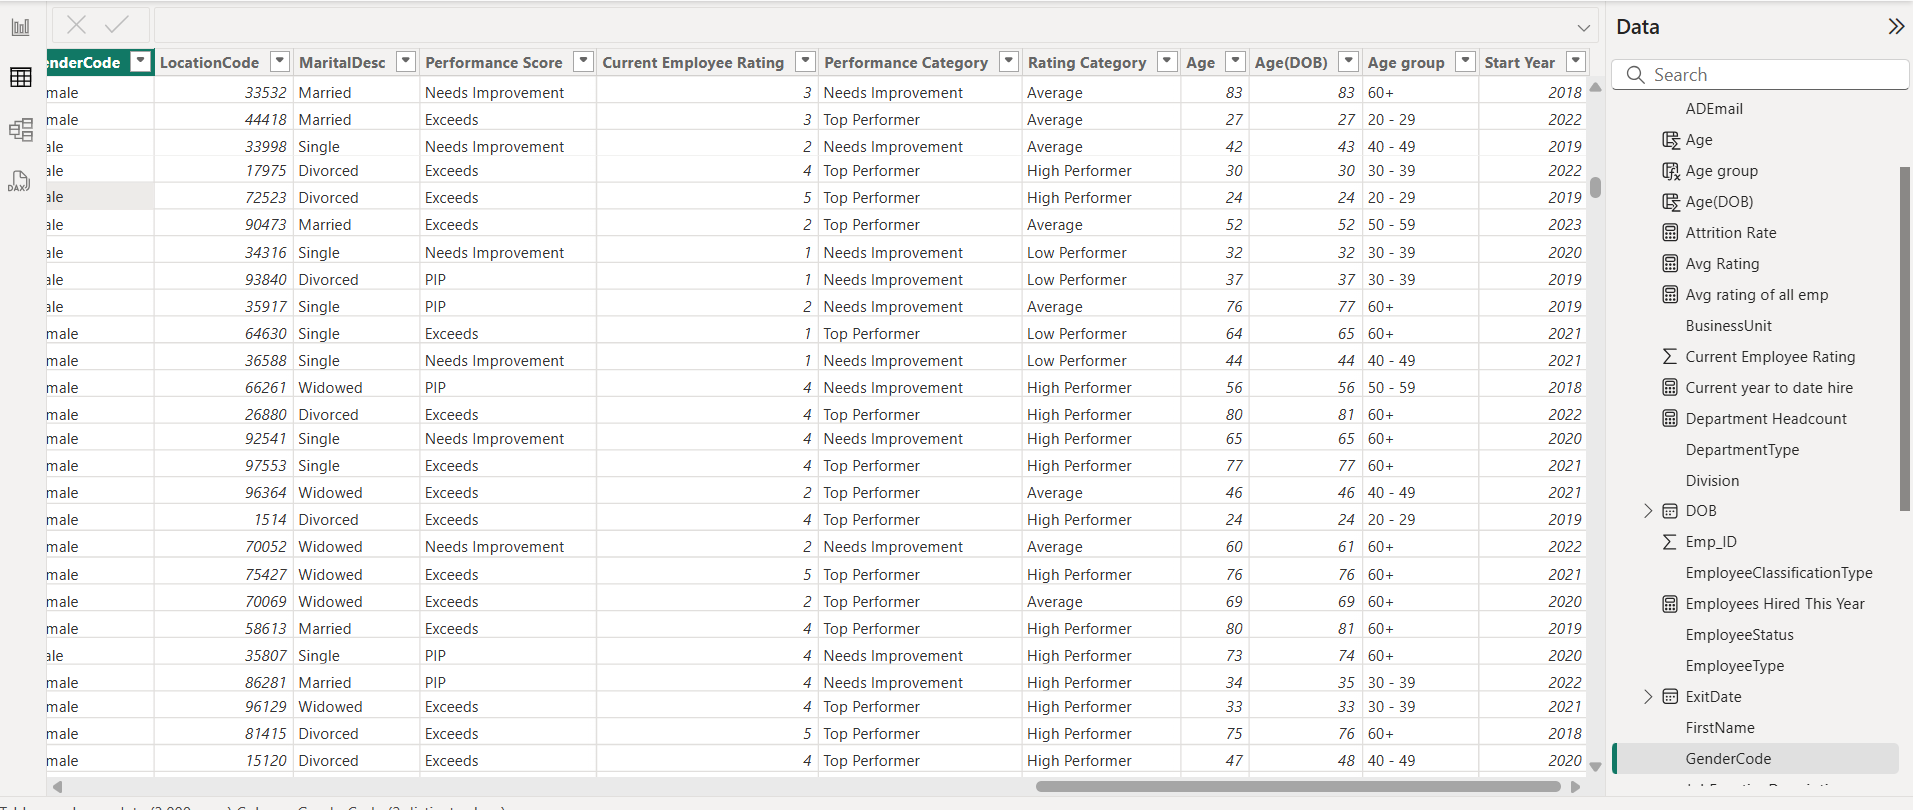 Data
enderCode LocationCode MaritalDesc Performance Score Current Employee Rating Performance Category Rating Category Age Age(DOB) Age group Start Year
male 33532 Married Needs Improvement 3 Needs Improvement Average 83 83 60+ 2018
male 44418 Married Exceeds 3 Top Performer Average 27 27 20 - 29 2022
ale 33998 Single Needs Improvement 2 Needs Improvement Average 42 43 40 - 49 2019
ale 17975 Divorced Exceeds 4 Top Performer High Performer 30 30 30 - 39 2022
ale 72523 Divorced Exceeds 5 Top Performer High Performer 24 24 20 - 29 2019
ale 90473 Married Exceeds 2 Top Performer Average 52 52 50 - 59 2023
ale 34316 Single Needs Improvement 1 Needs Improvement Low Performer 32 32 30 - 39 2020
ale 93840 Divorced PIP 1 Needs Improvement Low Performer 37 37 30 - 39 2019
ale 35917 Single PIP 2 Needs Improvement Average 76 77 60+ 2019
male 64630 Single Exceeds 1 Top Performer Low Performer 64 65 60+ 2021
male 36588 Single Needs Improvement 1 Needs Improvement Low Performer 44 44 40 - 49 2021
male 66261 Widowed PIP 4 Needs Improvement High Performer 56 56 50 - 59 2018
male 26880 Divorced Exceeds 4 Top Performer High Performer 80 81 60+ 2022
male 92541 Single Needs Improvement 4 Needs Improvement High Performer 65 65 60+ 2020
male 97553 Single Exceeds 4 Top Performer High Performer 77 77 60+ 2021
male 96364 Widowed Exceeds 2 Top Performer Average 46 46 40 - 49 2021
male 1514 Divorced Exceeds 4 Top Performer High Performer 24 24 20 - 29 2019
male 70052 Widowed Needs Improvement 2 Needs Improvement Average 60 61 60+ 2022
male 75427 Widowed Exceeds 5 Top Performer High Performer 76 76 60+ 2021
male 70069 Widowed Exceeds 2 Top Performer Average 69 69 60+ 2020
male 58613 Married Exceeds 4 Top Performer High Performer 80 81 60+ 2019
ale 35807 Single PIP 4 Needs Improvement High Performer 73 74 60+ 2020
male 86281 Married PIP 4 Needs Improvement High Performer 34 35 30 - 39 2022
male 96129 Widowed Exceeds 4 Top Performer High Performer 33 33 30 - 39 2021
male 81415 Divorced Exceeds 5 Top Performer High Performer 75 76 60+ 2018
male 15120 Divorced Exceeds 4 Top Performer High Performer 47 48 40 - 49 2020
DAX
Search
ADEmail
Age
Age group
Age(DOB)
Attrition Rate
Avg Rating
Avg rating of all emp
BusinessUnit
Current Employee Rating
Current year to date hire
Department Headcount
DepartmentType
Division
DOB
Emp_ID
EmployeeClassificationType
Employees Hired This Year
EmployeeStatus
EmployeeType
ExitDate
FirstName
GenderCode